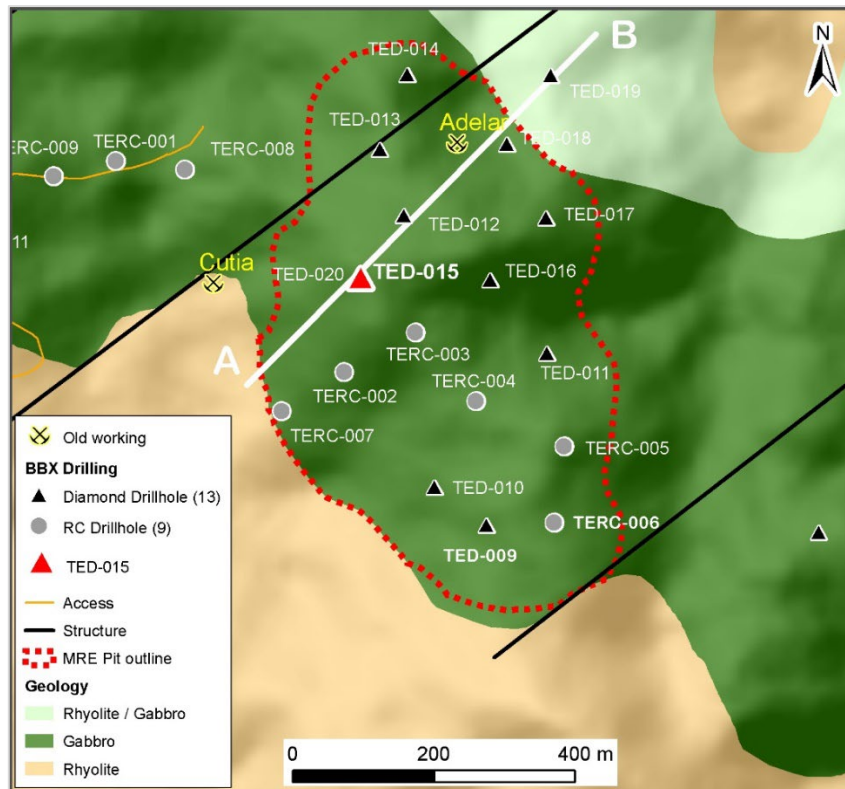 TED-014
B
N
TED-019
TED-013
Adelar
TED-018
ERC-009
TERC-001
TERC-008
TED-012
TED-017
11
Cutia
TED-020
TED-015
TED-016
A
TERC-003
TERC-002
TERC-004
TED-011
TERC-007
TERC-005
TED-010
TED-009
TERC-006
Old working
BBX Drilling
Diamond Drillhole (13)
RC Drillhole (9)
TED-015
Access
Structure
MRE Pit outline
Geology
Rhyolite / Gabbro
Gabbro
Rhyolite
0 200 400 m